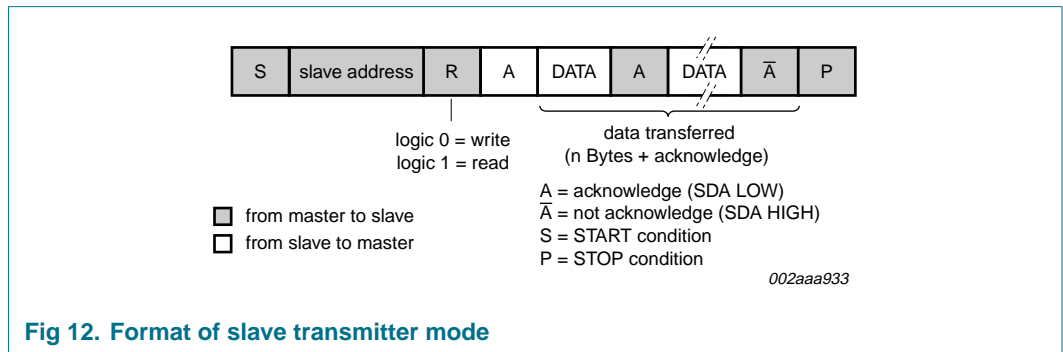 S slave address R A DATA A DATA A̅ P
logic 0 = write
logic 1 = read
data transferred
(n Bytes + acknowledge)
from master to slave
from slave to master
A = acknowledge (SDA LOW)
A̅ = not acknowledge (SDA HIGH)
S = START condition
P = STOP condition
002aaa933
Fig 12. Format of slave transmitter mode